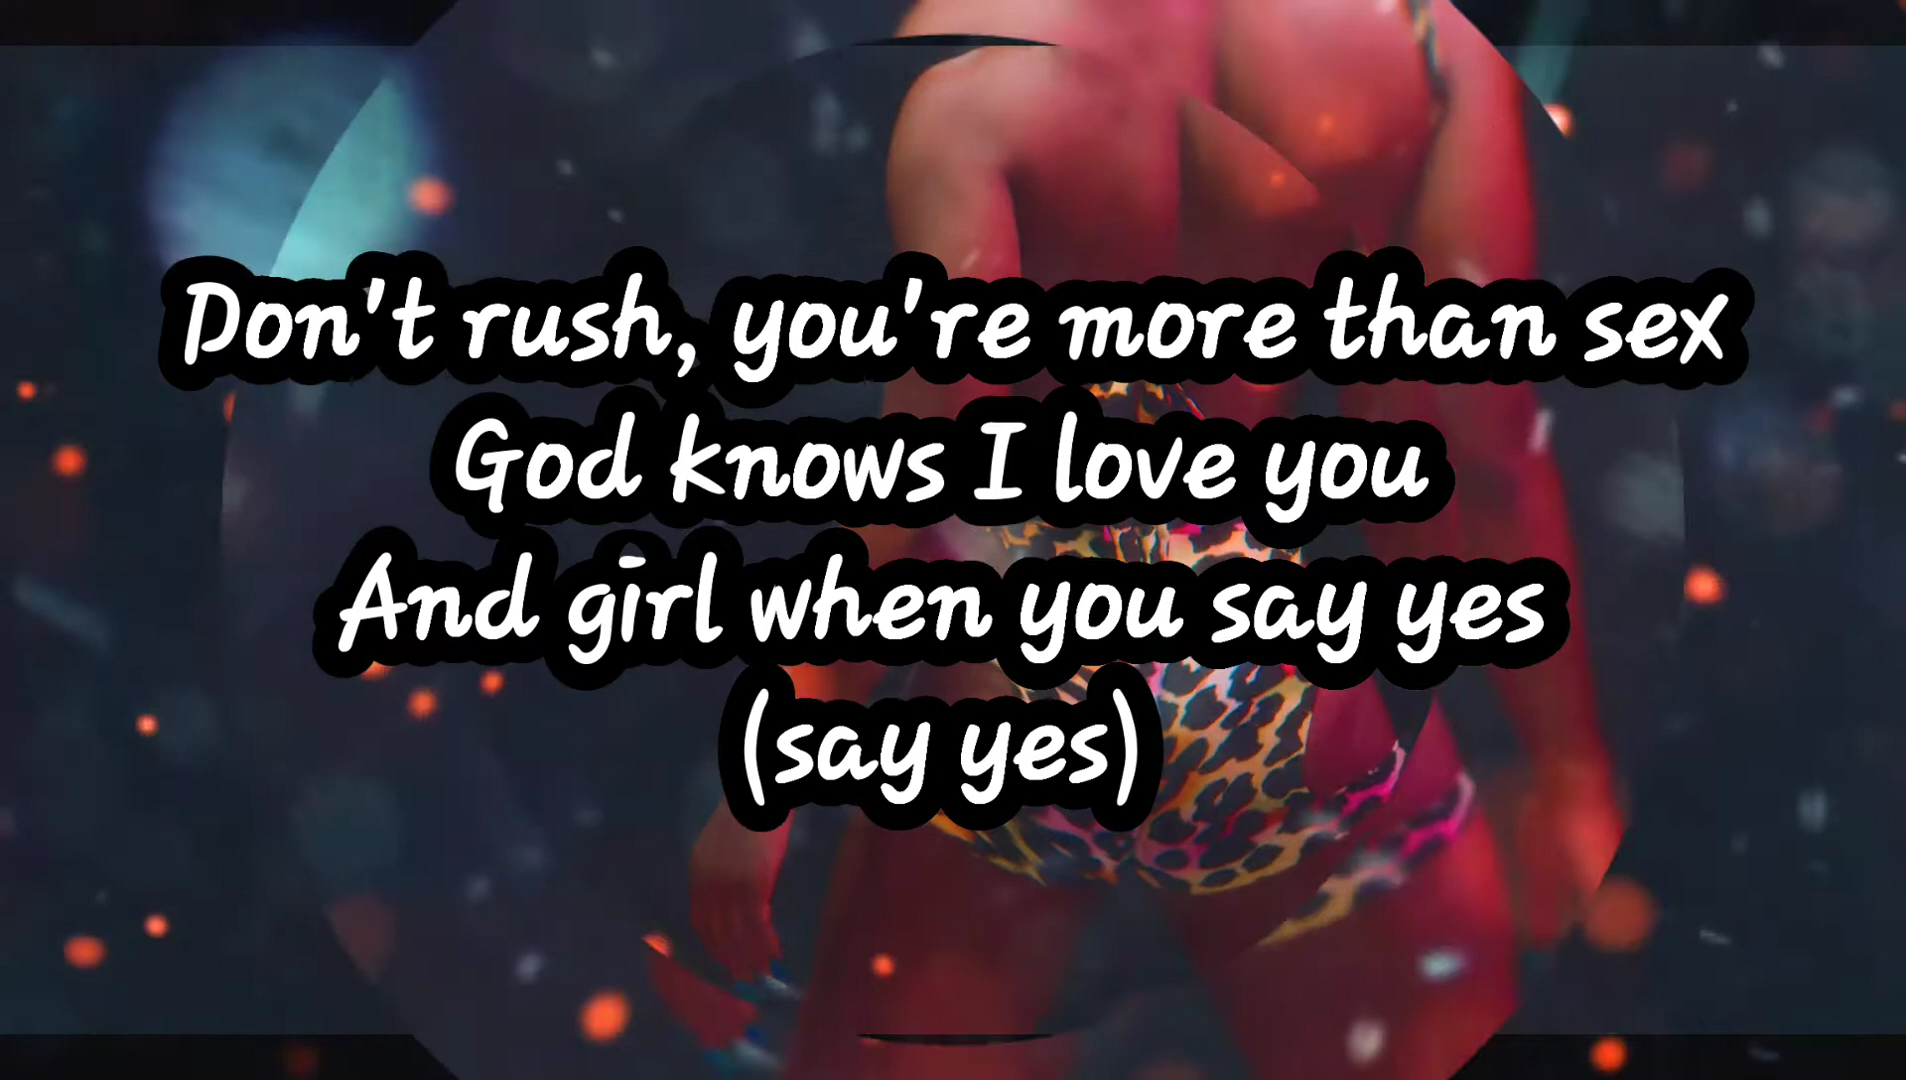 Don't rush, you're more than sex
God knows I love you
And girl when you say yes
(say yes)